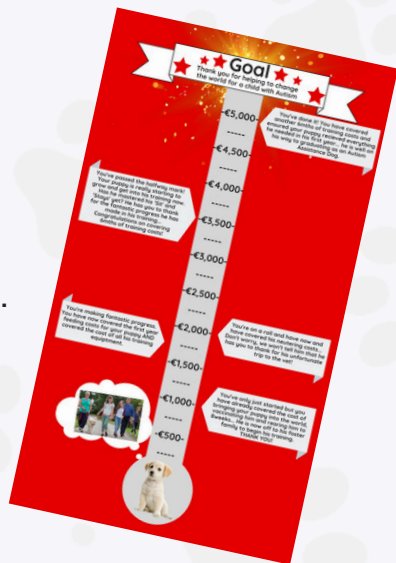 Goal
Thank you for helping to change
the world for a child with Autism
€5,000
You've done it! You have covered
another 6mths of training costs and
ensured your puppy recieved everything
he needed in his first year... he is well on
his way to graduating as an Autism
Assistance Dog.
€4,500
€4,000
You've passed the halfway mark!
Your puppy is really starting to
grow and get into his training now.
Has he mastered his 'Sit' and
'Stays' yet? He has you to thank
for the fantastic progress he has
made in his training...
Congratulations on covering
6mths of training costs!
€3,500
€3,000
€2,500
€2,000
You're making fantastic progress.
You have now covered the first year
feeding costs for your puppy AND
covered the cost of all his training
equipment.
You're on a roll and have now and
have covered his neutering costs...
Don't worry, we won't tell him that he
has you to thank for his unfortunate
trip to the vet!
€1,500
€1,000
You've only just started but you
have already covered the cost of
bringing your puppy into the world,
vaccinating him and rearing him to
8weeks... He is now off to his foster
family to begin his training.
THANK YOU!
€500